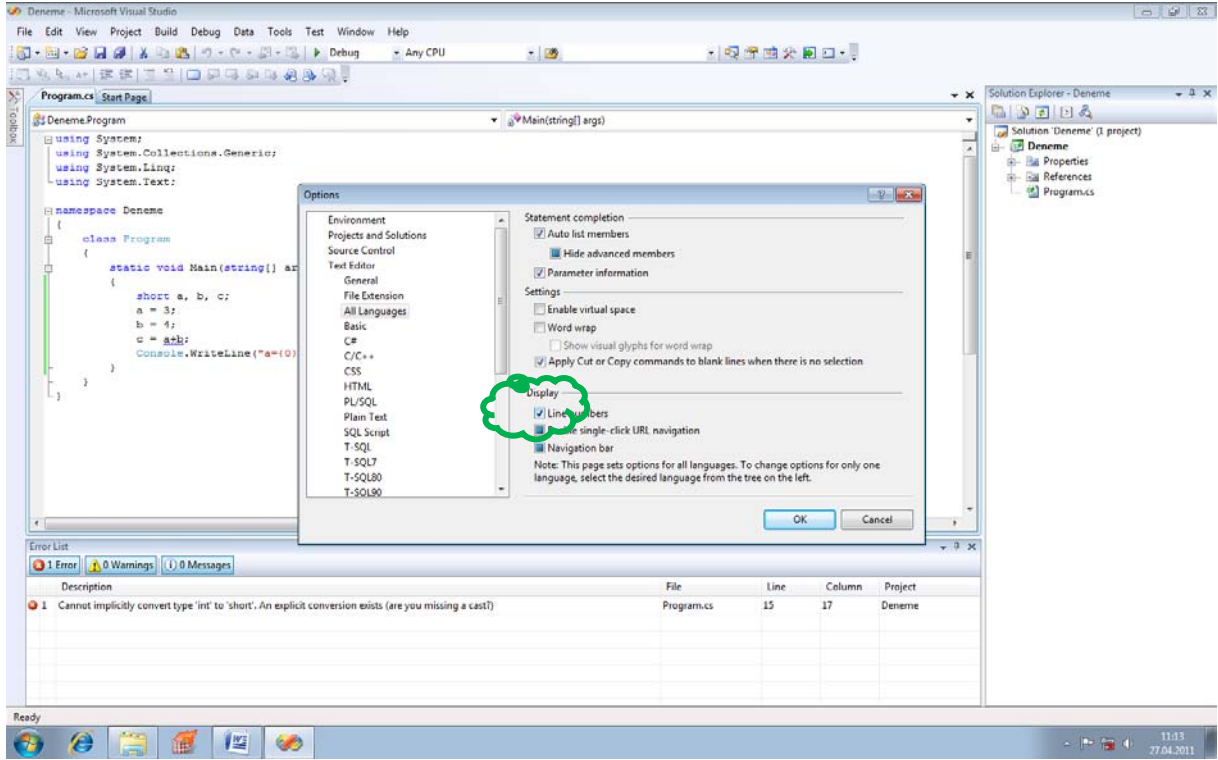 Deneme - Microsoft Visual Studio
File Edit View Project Build Debug Data Tools Test Window Help
Debug Any CPU
Toolbox
Program.cs Start Page
Deneme.Program Main(string[] args)
using System;
using System.Collections.Generic;
using System.Linq;
using System.Text;
namespace Deneme
{
class Program
{
static void Main(string[] ar
{
short a, b, c;
a = 3;
b = 4;
c = a+b;
Console.WriteLine("a={0}
}
}
}
Options
Environment
Projects and Solutions
Source Control
Text Editor
General
File Extension
All Languages
Basic
C#
C/C++
CSS
HTML
PL/SQL
Plain Text
SQL Script
T-SQL
T-SQL7
T-SQL80
T-SQL90
Statement completion
Auto list members
Hide advanced members
Parameter information
Settings
Enable virtual space
Word wrap
Show visual glyphs for word wrap
Apply Cut or Copy commands to blank lines when there is no selection
Display
Line numbers
single-click URL navigation
Navigation bar
Note: This page sets options for all languages. To change options for only one
language, select the desired language from the tree on the left.
OK Cancel
Solution Explorer - Deneme
Solution 'Deneme' (1 project)
Deneme
Properties
References
Program.cs
Error List
1 Error 0 Warnings 0 Messages
Description File Line Column Project
1 Cannot implicitly convert type 'int' to 'short'. An explicit conversion exists (are you missing a cast?) Program.cs 15 17 Deneme
Ready
11:13
27.04.2011